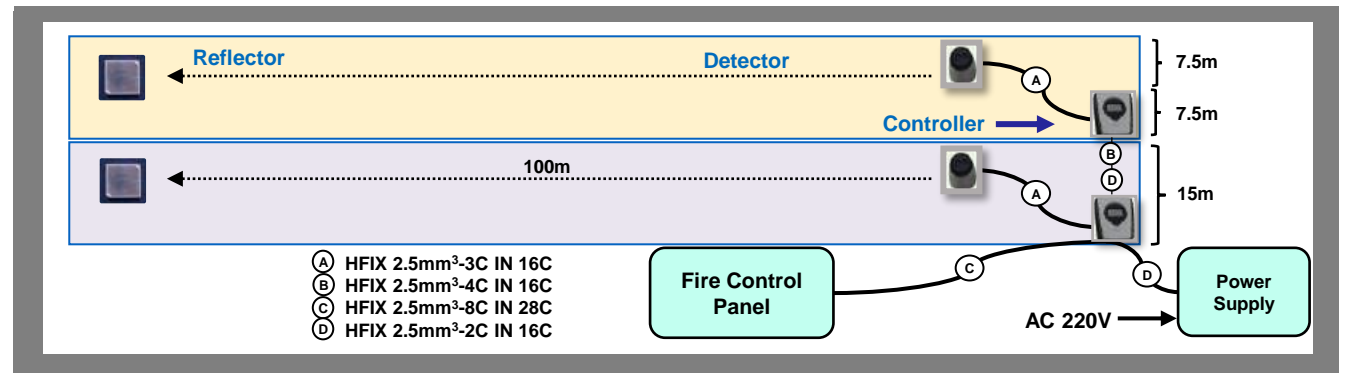 Reflector
Detector
A
7.5m
Controller
7.5m
B
100m
D
A
15m
A HFIX 2.5mm³-3C IN 16C
B HFIX 2.5mm³-4C IN 16C
C HFIX 2.5mm³-8C IN 28C
D HFIX 2.5mm³-2C IN 16C
Fire Control
Panel
C
D
Power
Supply
AC 220V